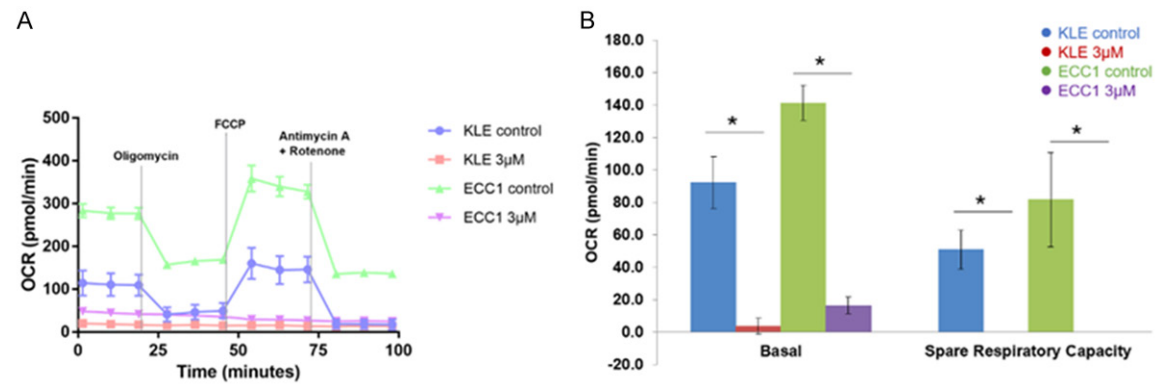 A
500
400
300
200
100
0
OCR (pmol/min)
0 25 50 75 100
Time (minutes)
Oligomycin
FCCP
Antimycin A
+ Rotenone
KLE control
KLE 3μM
ECC1 control
ECC1 3μM
B
180.0
160.0
140.0
120.0
100.0
80.0
60.0
40.0
20.0
0.0
-20.0
OCR (pmol/min)
* * * *
Basal Spare Respiratory Capacity
KLE control
KLE 3μM
ECC1 control
ECC1 3μM